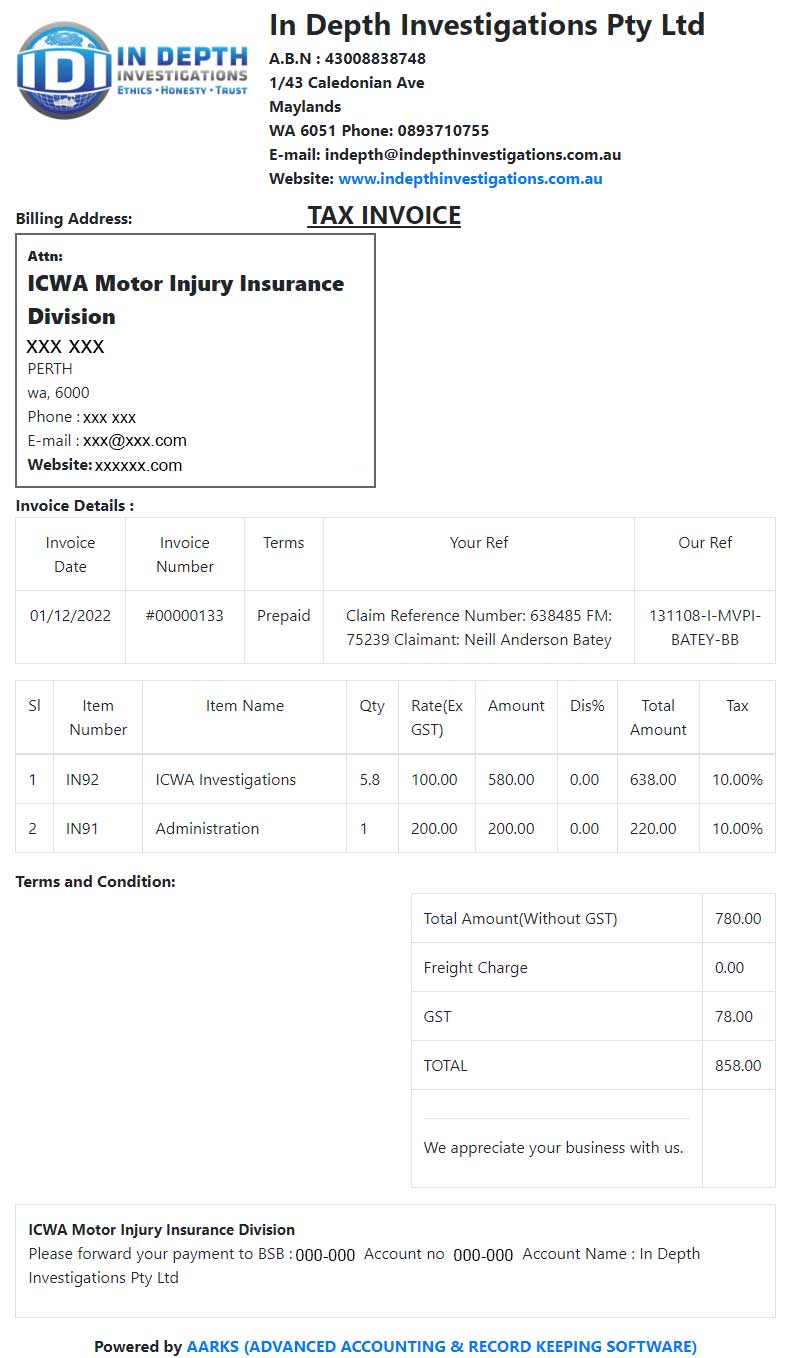 In Depth Investigations Pty Ltd
IN DEPTH
INVESTIGATIONS
ETHICS • HONESTY • TRUST
A.B.N : 43008838748
1/43 Caledonian Ave
Maylands
WA 6051 Phone: 0893710755
E-mail: indepth@indepthinvestigations.com.au
Website: www.indepthinvestigations.com.au
Billing Address:
TAX INVOICE
Attn:
ICWA Motor Injury Insurance
Division
XXX XXX
PERTH
wa, 6000
Phone : xxx xxx
E-mail : xxx@xxx.com
Website: xxxxxx.com
Invoice Details :
Invoice Date Invoice Number Terms Your Ref Our Ref
01/12/2022 #00000133 Prepaid Claim Reference Number: 638485 FM: 75239 Claimant: Neill Anderson Batey 131108-I-MVPI-BATEY-BB
Sl Item Number Item Name Qty Rate(Ex GST) Amount Dis% Total Amount Tax
1 IN92 ICWA Investigations 5.8 100.00 580.00 0.00 638.00 10.00%
2 IN91 Administration 1 200.00 200.00 0.00 220.00 10.00%
Terms and Condition:
Total Amount(Without GST) 780.00
Freight Charge 0.00
GST 78.00
TOTAL 858.00
We appreciate your business with us.
ICWA Motor Injury Insurance Division
Please forward your payment to BSB : 000-000 Account no 000-000 Account Name : In Depth
Investigations Pty Ltd
Powered by AARKS (ADVANCED ACCOUNTING & RECORD KEEPING SOFTWARE)